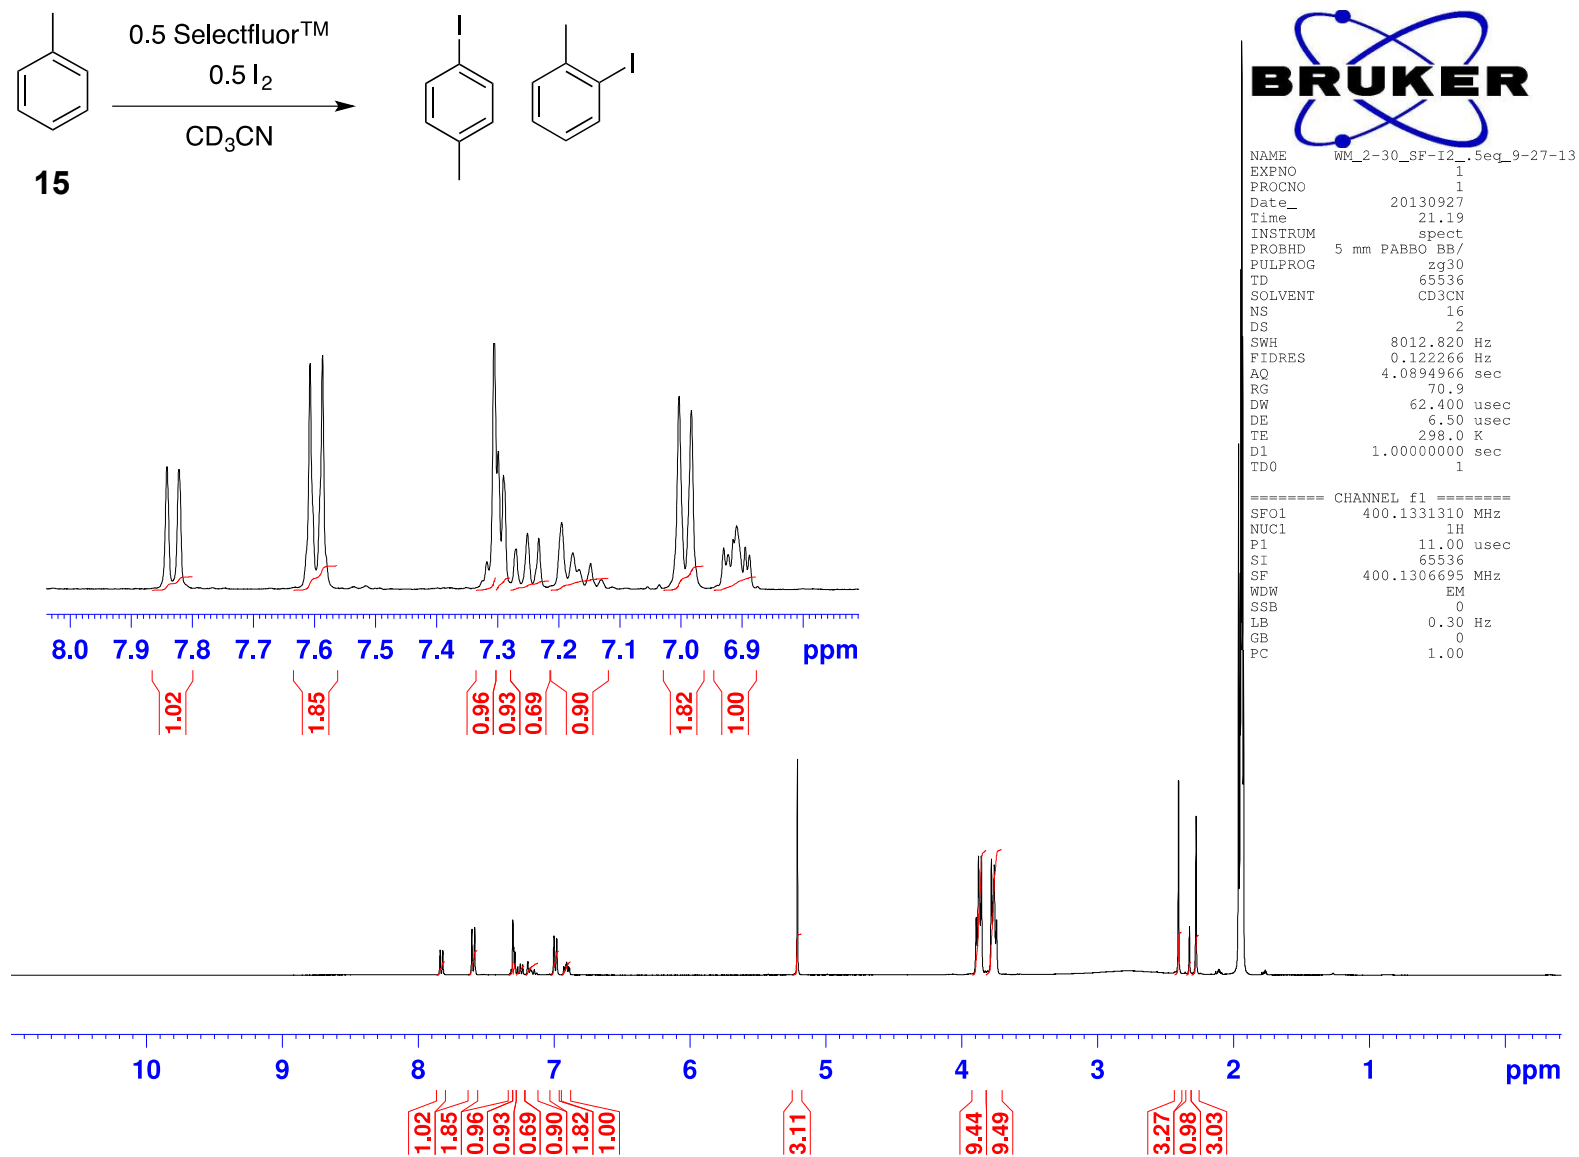 0.5 Selectfluor™
0.5 I2
CD3CN
I
I
15
BRUKER
NAME WM_2-30_SF-I2_.5eq_9-27-13
EXPNO 1
PROCNO 1
Date_ 20130927
Time 21.19
INSTRUM spect
PROBHD 5 mm PABBO BB/
PULPROG zg30
TD 65536
SOLVENT CD3CN
NS 16
DS 2
SWH 8012.820 Hz
FIDRES 0.122266 Hz
AQ 4.0894966 sec
RG 70.9
DW 62.400 usec
DE 6.50 usec
TE 298.0 K
D1 1.00000000 sec
TD0 1
======== CHANNEL f1 ========
SFO1 400.1331310 MHz
NUC1 1H
P1 11.00 usec
SI 65536
SF 400.1306695 MHz
WDW EM
SSB 0
LB 0.30 Hz
GB 0
PC 1.00
8.0 7.9 7.8 7.7 7.6 7.5 7.4 7.3 7.2 7.1 7.0 6.9 ppm
1.02 1.85 0.96 0.93 0.69 0.90 1.82 1.00
10 9 8 7 6 5 4 3 2 1 ppm
1.02 1.85 0.96 0.93 0.69 0.90 1.82 1.00 3.11 9.44 9.49 3.27 0.98 3.03